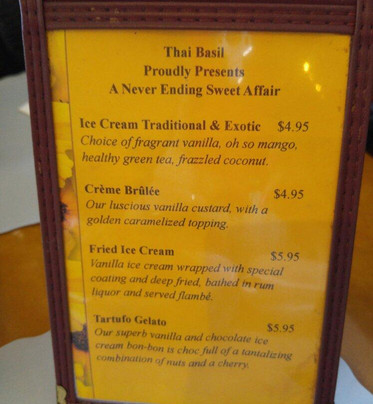 Thai Basil
Proudly Presents
A Never Ending Sweet Affair
Ice Cream Traditional & Exotic $4.95
Choice of fragrant vanilla, oh so mango,
healthy green tea, frazzled coconut.
Crème Brûlée $4.95
Our luscious vanilla custard, with a
golden caramelized topping.
Fried Ice Cream $5.95
Vanilla ice cream wrapped with special
coating and deep fried, bathed in rum
liquor and served flambé.
Tartufo Gelato $5.95
Our superb vanilla and chocolate ice
cream bon-bon is choc full of a tantalizing
combination of nuts and a cherry.